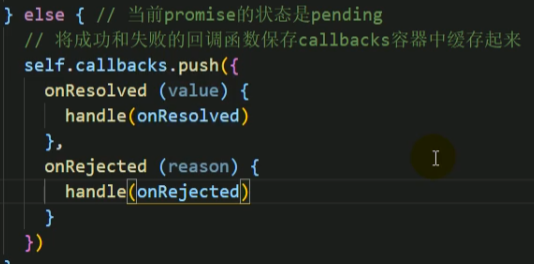 } else { // 当前promise的状态是pending
// 将成功和失败的回调函数保存callbacks容器中缓存起来
self.callbacks.push({
onResolved (value) {
handle(onResolved)
},
onRejected (reason) {
handle(onRejected)
}
})